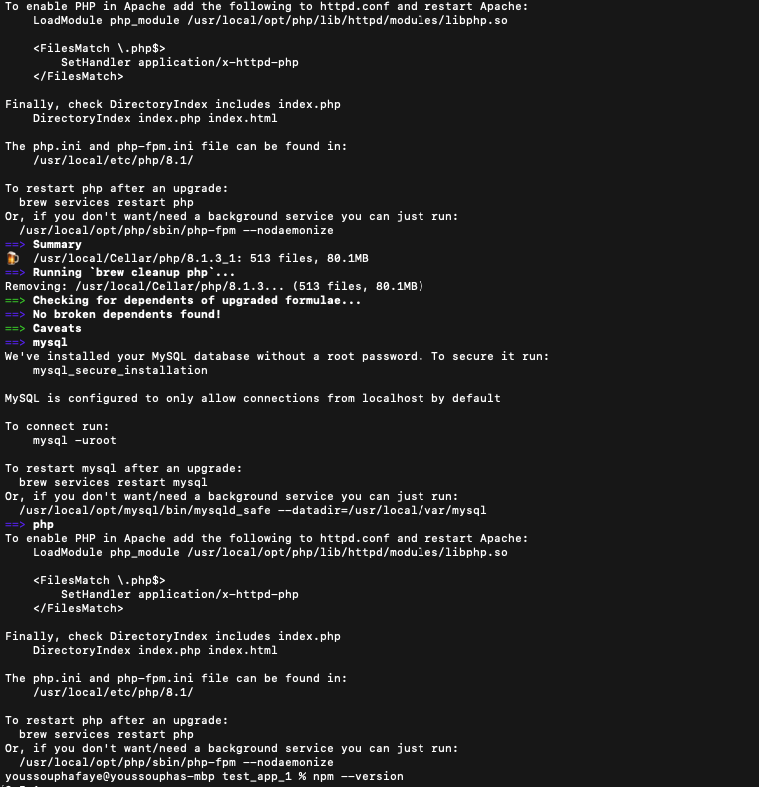 To enable PHP in Apache add the following to httpd.conf and restart Apache:
LoadModule php_module /usr/local/opt/php/lib/httpd/modules/libphp.so
<FilesMatch \.php$>
SetHandler application/x-httpd-php
</FilesMatch>
Finally, check DirectoryIndex includes index.php
DirectoryIndex index.php index.html
The php.ini and php-fpm.ini file can be found in:
/usr/local/etc/php/8.1/
To restart php after an upgrade:
brew services restart php
Or, if you don't want/need a background service you can just run:
/usr/local/opt/php/sbin/php-fpm --nodaemonize
==> Summary
🍺 /usr/local/Cellar/php/8.1.3_1: 513 files, 80.1MB
==> Running `brew cleanup php`...
Removing: /usr/local/Cellar/php/8.1.3... (513 files, 80.1MB)
==> Checking for dependents of upgraded formulae...
==> No broken dependents found!
==> Caveats
==> mysql
We've installed your MySQL database without a root password. To secure it run:
mysql_secure_installation
MySQL is configured to only allow connections from localhost by default
To connect run:
mysql -uroot
To restart mysql after an upgrade:
brew services restart mysql
Or, if you don't want/need a background service you can just run:
/usr/local/opt/mysql/bin/mysqld_safe --datadir=/usr/local/var/mysql
==> php
To enable PHP in Apache add the following to httpd.conf and restart Apache:
LoadModule php_module /usr/local/opt/php/lib/httpd/modules/libphp.so
<FilesMatch \.php$>
SetHandler application/x-httpd-php
</FilesMatch>
Finally, check DirectoryIndex includes index.php
DirectoryIndex index.php index.html
The php.ini and php-fpm.ini file can be found in:
/usr/local/etc/php/8.1/
To restart php after an upgrade:
brew services restart php
Or, if you don't want/need a background service you can just run:
/usr/local/opt/php/sbin/php-fpm --nodaemonize
youssouphafaye@youssouphas-mbp test_app_1 % npm --version